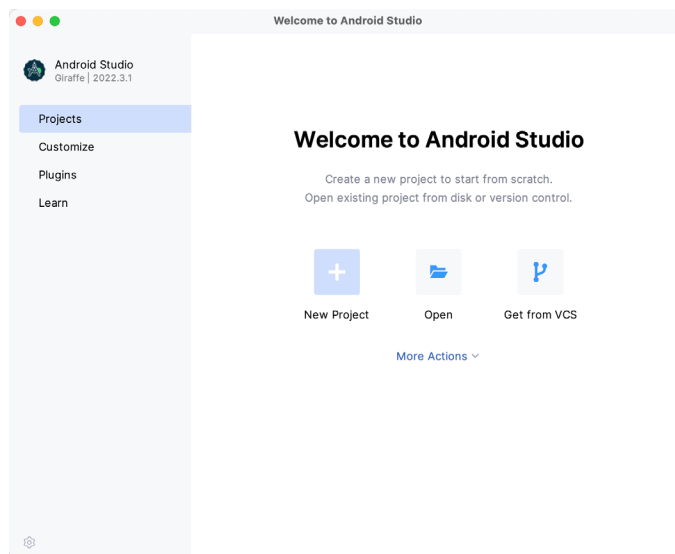 Welcome to Android Studio
Android Studio
Giraffe | 2022.3.1
Projects
Customize
Plugins
Learn
Welcome to Android Studio
Create a new project to start from scratch.
Open existing project from disk or version control.
New Project
Open
Get from VCS
More Actions